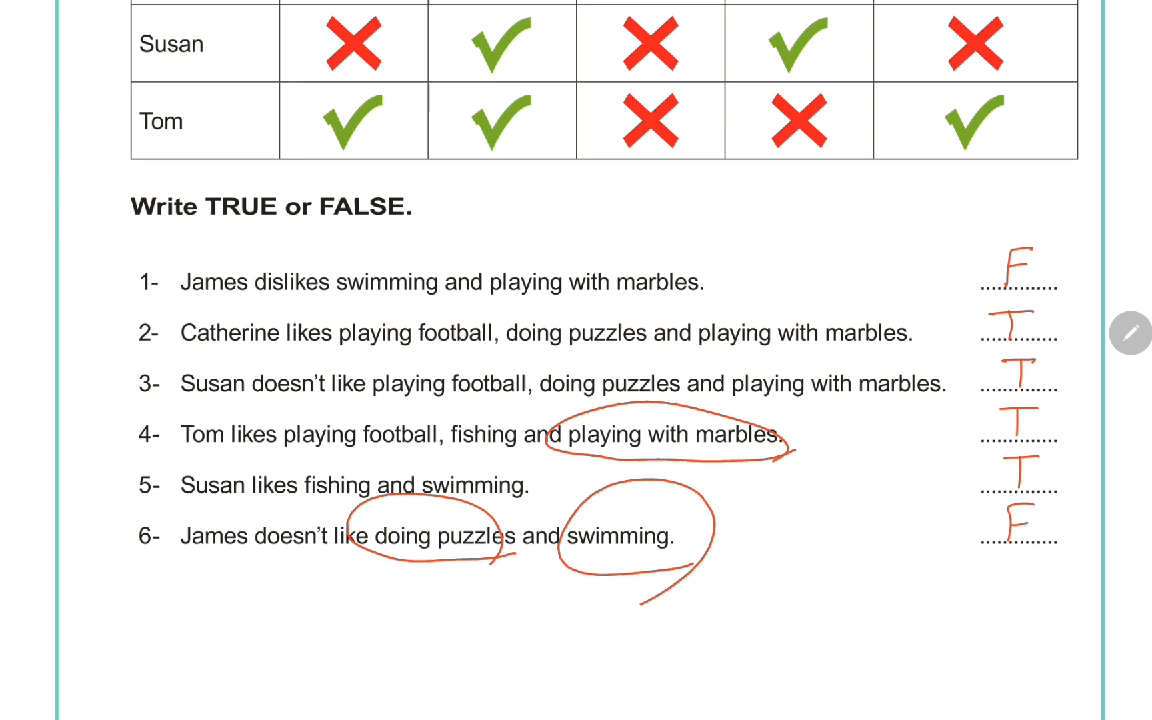 Susan
Tom
Write TRUE or FALSE.
1- James dislikes swimming and playing with marbles. .............. F
2- Catherine likes playing football, doing puzzles and playing with marbles. .............. T
3- Susan doesn't like playing football, doing puzzles and playing with marbles. .............. T
4- Tom likes playing football, fishing and playing with marbles. .............. T
5- Susan likes fishing and swimming. .............. T
6- James doesn't like doing puzzles and swimming. .............. F